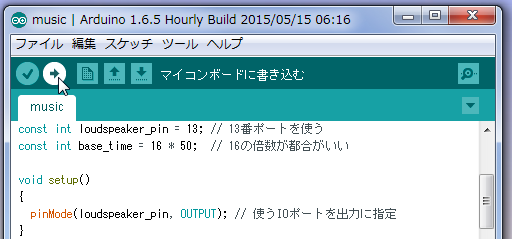 music | Arduino 1.6.5 Hourly Build 2015/05/15 06:16
ファイル 編集 スケッチ ツール ヘルプ
マイコンボードに書き込む
music
const int loudspeaker_pin = 13; // 13番ポートを使う
const int base_time = 16 * 50;  // 16の倍数が都合がいい
void setup()
{
  pinMode(loudspeaker_pin, OUTPUT); // 使うIOポートを出力に指定
}